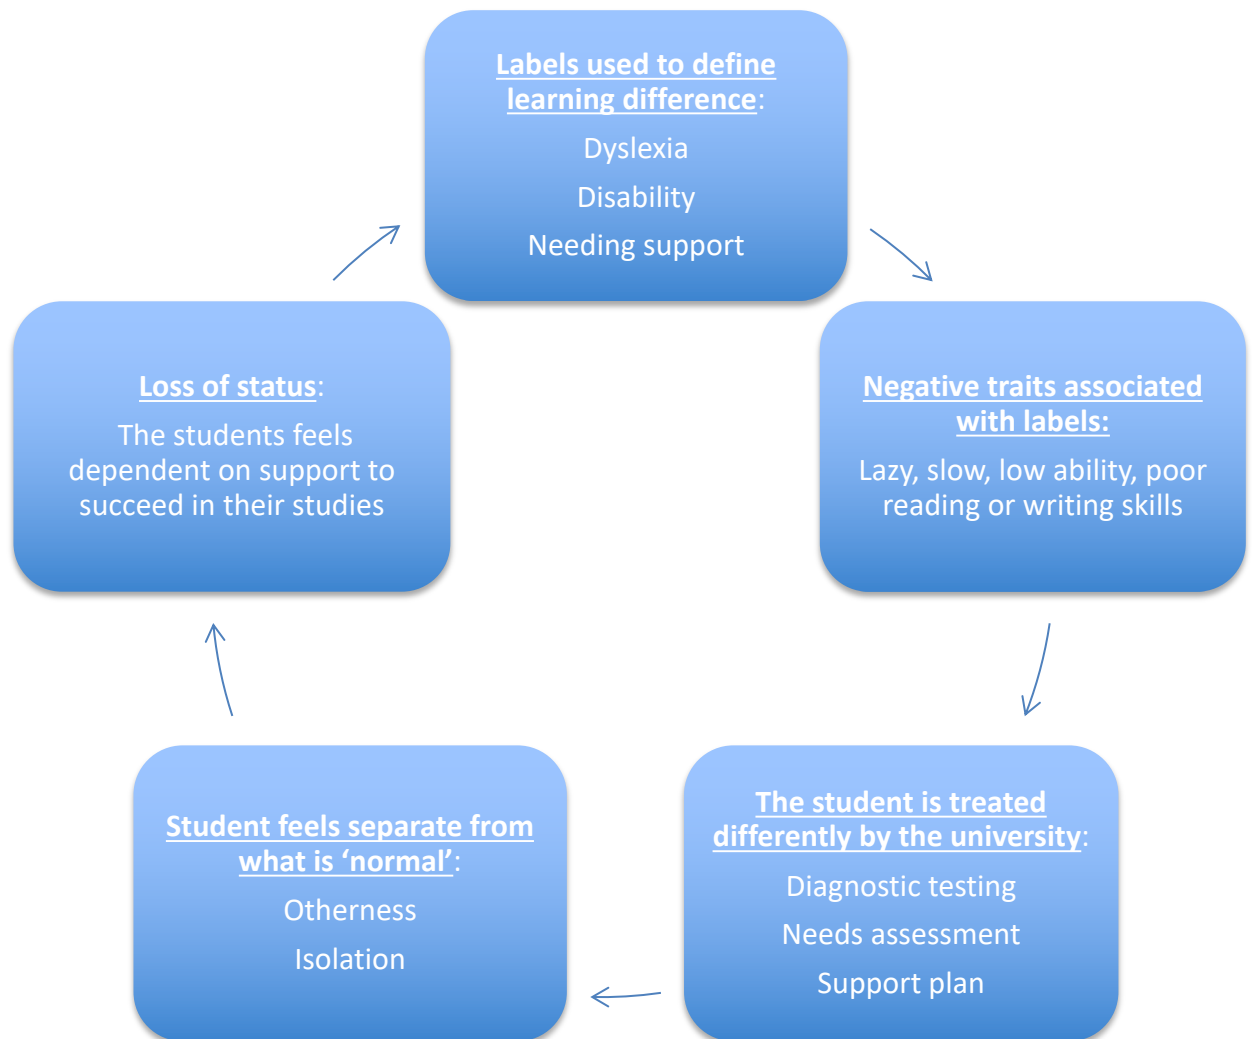 Labels used to define
learning difference:
Dyslexia
Disability
Needing support
Negative traits associated
with labels:
Lazy, slow, low ability, poor
reading or writing skills
The student is treated
differently by the university:
Diagnostic testing
Needs assessment
Support plan
Student feels separate from
what is ‘normal’:
Otherness
Isolation
Loss of status:
The students feels
dependent on support to
succeed in their studies